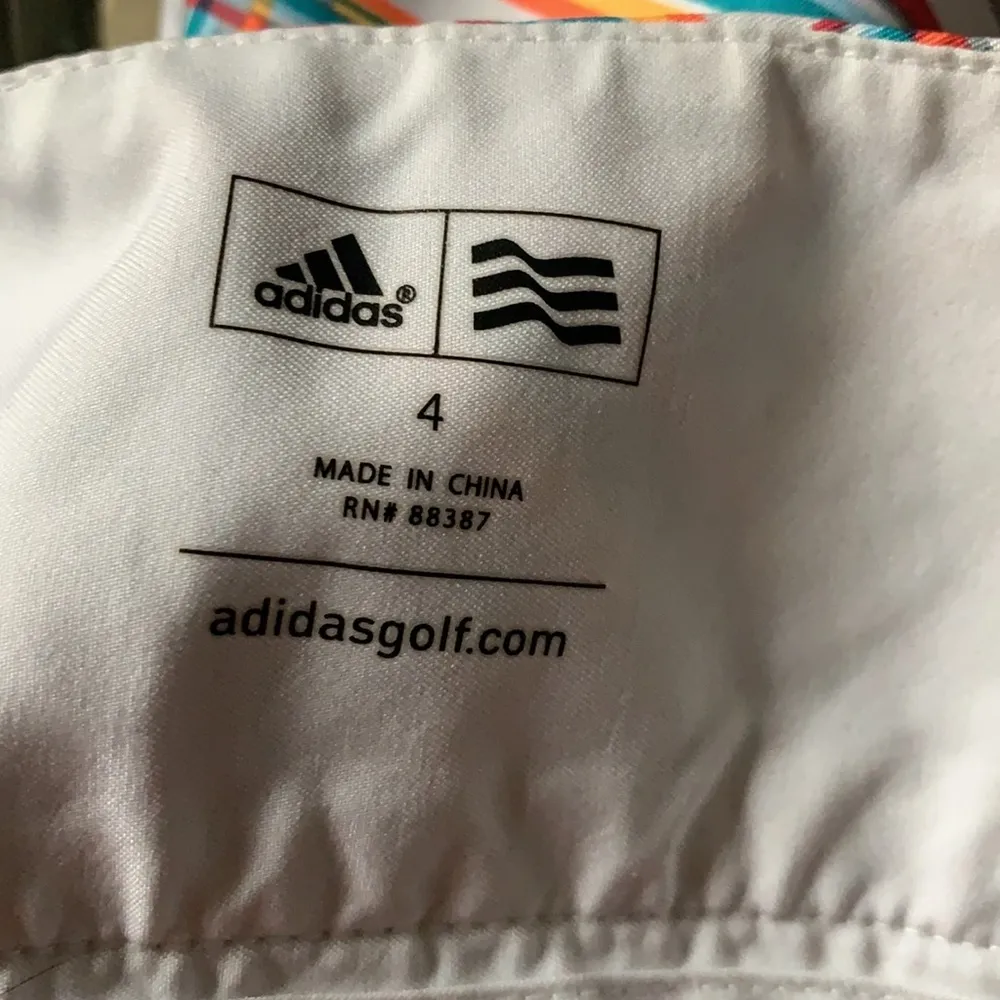 adidas®
4
MADE IN CHINA
RN# 88387
adidasgolf.com